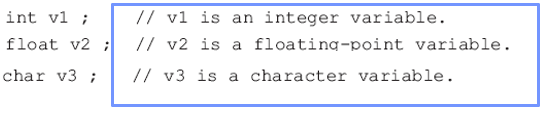 int v1 ; // v1 is an integer variable.
float v2 ; // v2 is a floating-point variable.
char v3 ; // v3 is a character variable.